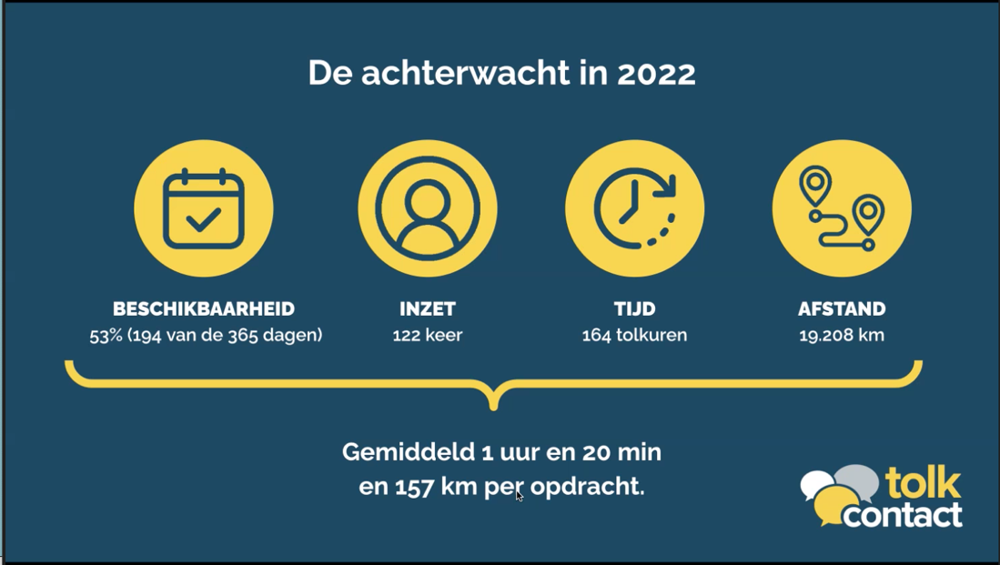 De achterwacht in 2022
BESCHIKBAARHEID
53% (194 van de 365 dagen)
INZET
122 keer
TIJD
164 tolkuren
AFSTAND
19.208 km
Gemiddeld 1 uur en 20 min
en 157 km per opdracht.
tolk
contact